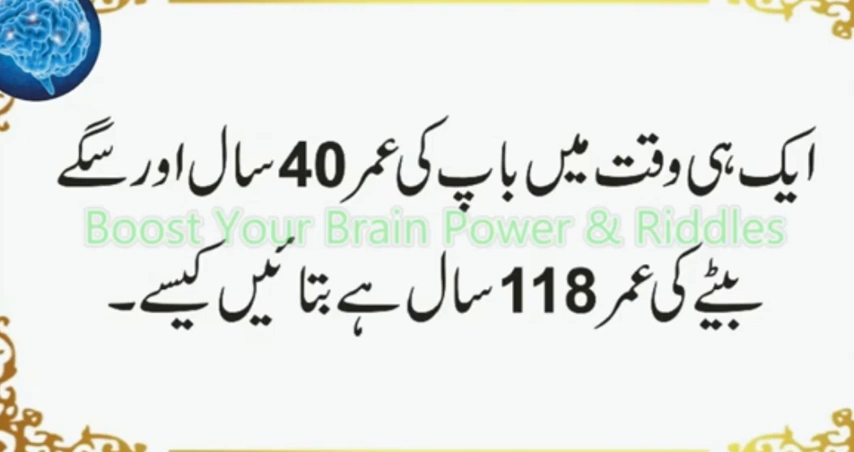 ایک ہی وقت میں باپ کی عمر 40 سال اور سگے
Boost Your Brain Power & Riddles
بیٹے کی عمر 118 سال ہے بتائیں کیسے۔